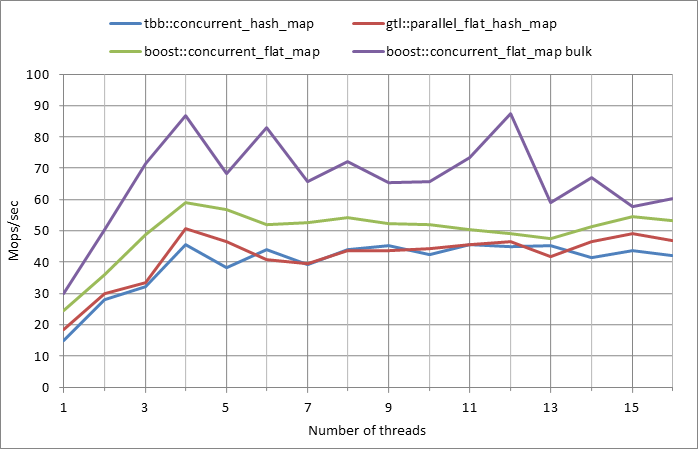 tbb::concurrent_hash_map gtl::parallel_flat_hash_map
boost::concurrent_flat_map boost::concurrent_flat_map bulk
100
90
80
70
60
50
40
30
20
10
0
Mops/sec
1 3 5 7 9 11 13 15
Number of threads